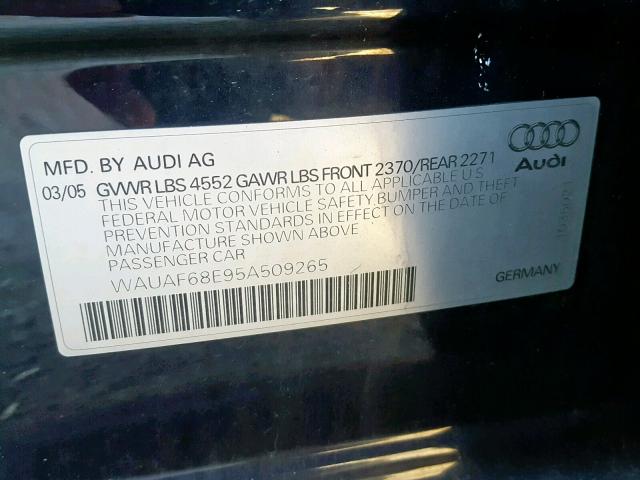 MFD. BY AUDI AG
03/05 GVWR LBS 4552 GAWR LBS FRONT 2370/REAR 2271
THIS VEHICLE CONFORMS TO ALL APPLICABLE U.S
FEDERAL MOTOR VEHICLE SAFETY,BUMPER AND THEFT
PREVENTION STANDARDS IN EFFECT ON THE DATE OF
MANUFACTURE SHOWN ABOVE
PASSENGER CAR
WAUAF68E95A509265
Audi
GERMANY